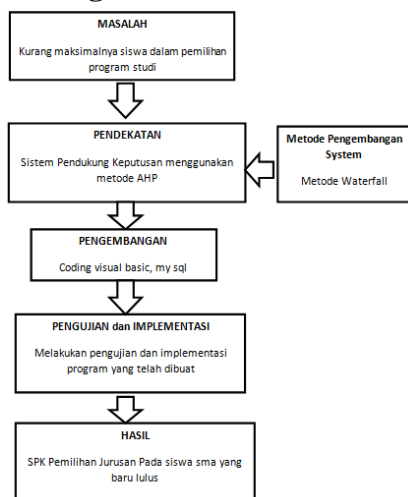 MASALAH
Kurang maksimalnya siswa dalam pemilihan
program studi
PENDEKATAN
Sistem Pendukung Keputusan menggunakan
metode AHP
Metode Pengembangan
System
Metode Waterfall
PENGEMBANGAN
Coding visual basic, my sql
PENGUJIAN dan IMPLEMENTASI
Melakukan pengujian dan implementasi
program yang telah dibuat
HASIL
SPK Pemilihan Jurusan Pada siswa sma yang
baru lulus